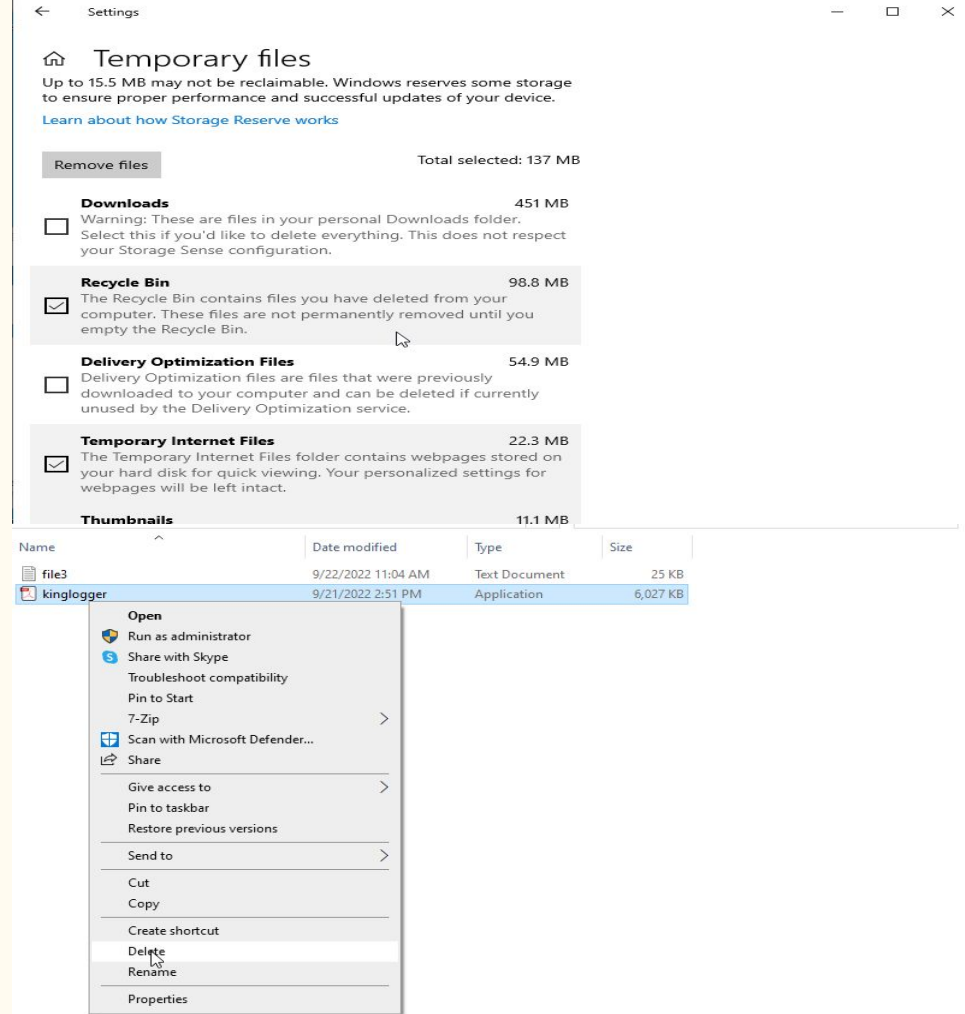 Settings
Temporary files
Up to 15.5 MB may not be reclaimable. Windows reserves some storage
to ensure proper performance and successful updates of your device.
Learn about how Storage Reserve works
Remove files
Total selected: 137 MB
Downloads 451 MB
Warning: These are files in your personal Downloads folder.
Select this if you'd like to delete everything. This does not respect
your Storage Sense configuration.
Recycle Bin 98.8 MB
The Recycle Bin contains files you have deleted from your
computer. These files are not permanently removed until you
empty the Recycle Bin.
Delivery Optimization Files 54.9 MB
Delivery Optimization files are files that were previously
downloaded to your computer and can be deleted if currently
unused by the Delivery Optimization service.
Temporary Internet Files 22.3 MB
The Temporary Internet Files folder contains webpages stored on
your hard disk for quick viewing. Your personalized settings for
webpages will be left intact.
Thumbnails 11.1 MB
Name Date modified Type Size
file3 9/22/2022 11:04 AM Text Document 25 KB
kinglogger 9/21/2022 2:51 PM Application 6,027 KB
Open
Run as administrator
Share with Skype
Troubleshoot compatibility
Pin to Start
7-Zip
Scan with Microsoft Defender...
Share
Give access to
Pin to taskbar
Restore previous versions
Send to
Cut
Copy
Create shortcut
Delete
Rename
Properties